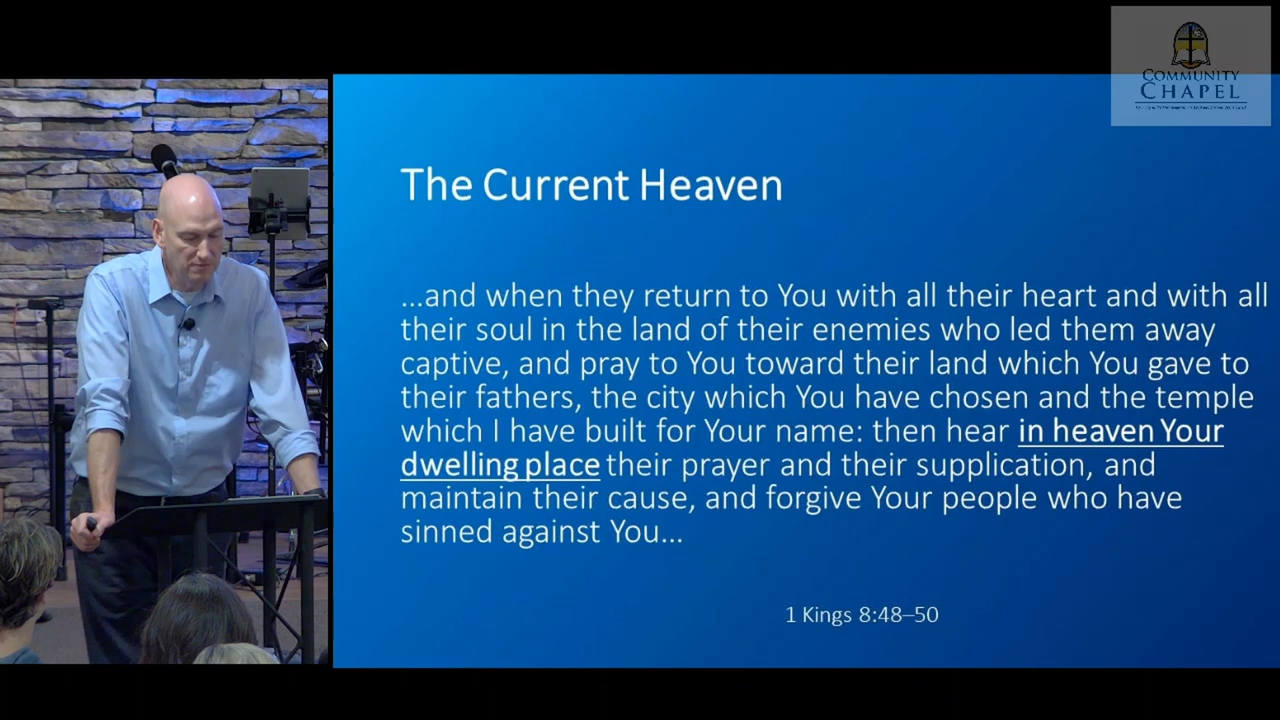 COMMUNITY
CHAPEL
The Current Heaven
...and when they return to You with all their heart and with all
their soul in the land of their enemies who led them away
captive, and pray to You toward their land which You gave to
their fathers, the city which You have chosen and the temple
which I have built for Your name: then hear in heaven Your
dwelling place their prayer and their supplication, and
maintain their cause, and forgive Your people who have
sinned against You...
1 Kings 8:48–50